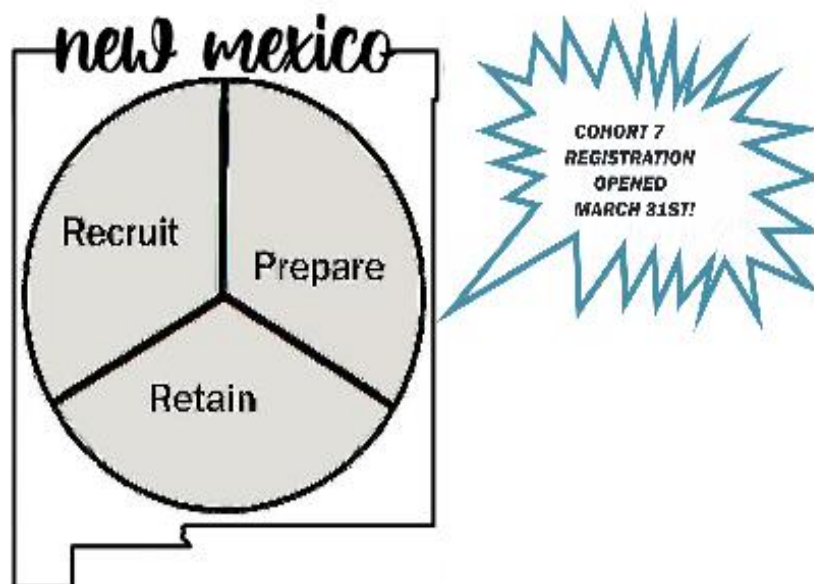 new mexico
Recruit
Prepare
Retain
COHORT 7
REGISTRATION
OPENED
MARCH 31ST!